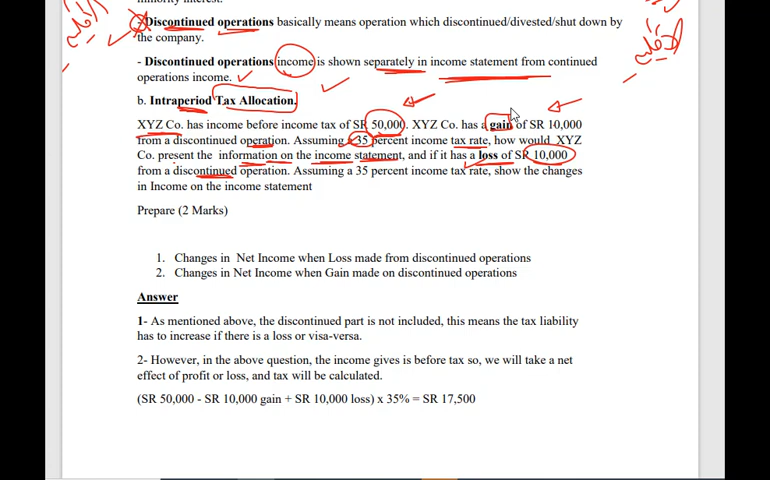 Discontinued operations basically means operation which discontinued/divested/shut down by
the company.
- Discontinued operations income is shown separately in income statement from continued
operations income.
b. Intraperiod Tax Allocation.
XYZ Co. has income before income tax of SR 50,000. XYZ Co. has a gain of SR 10,000
from a discontinued operation. Assuming a 35 percent income tax rate, how would XYZ
Co. present the information on the income statement, and if it has a loss of SR 10,000
from a discontinued operation. Assuming a 35 percent income tax rate, show the changes
in Income on the income statement
Prepare (2 Marks)
1. Changes in Net Income when Loss made from discontinued operations
2. Changes in Net Income when Gain made on discontinued operations
Answer
1- As mentioned above, the discontinued part is not included, this means the tax liability
has to increase if there is a loss or visa-versa.
2- However, in the above question, the income gives is before tax so, we will take a net
effect of profit or loss, and tax will be calculated.
(SR 50,000 - SR 10,000 gain + SR 10,000 loss) x 35% = SR 17,500